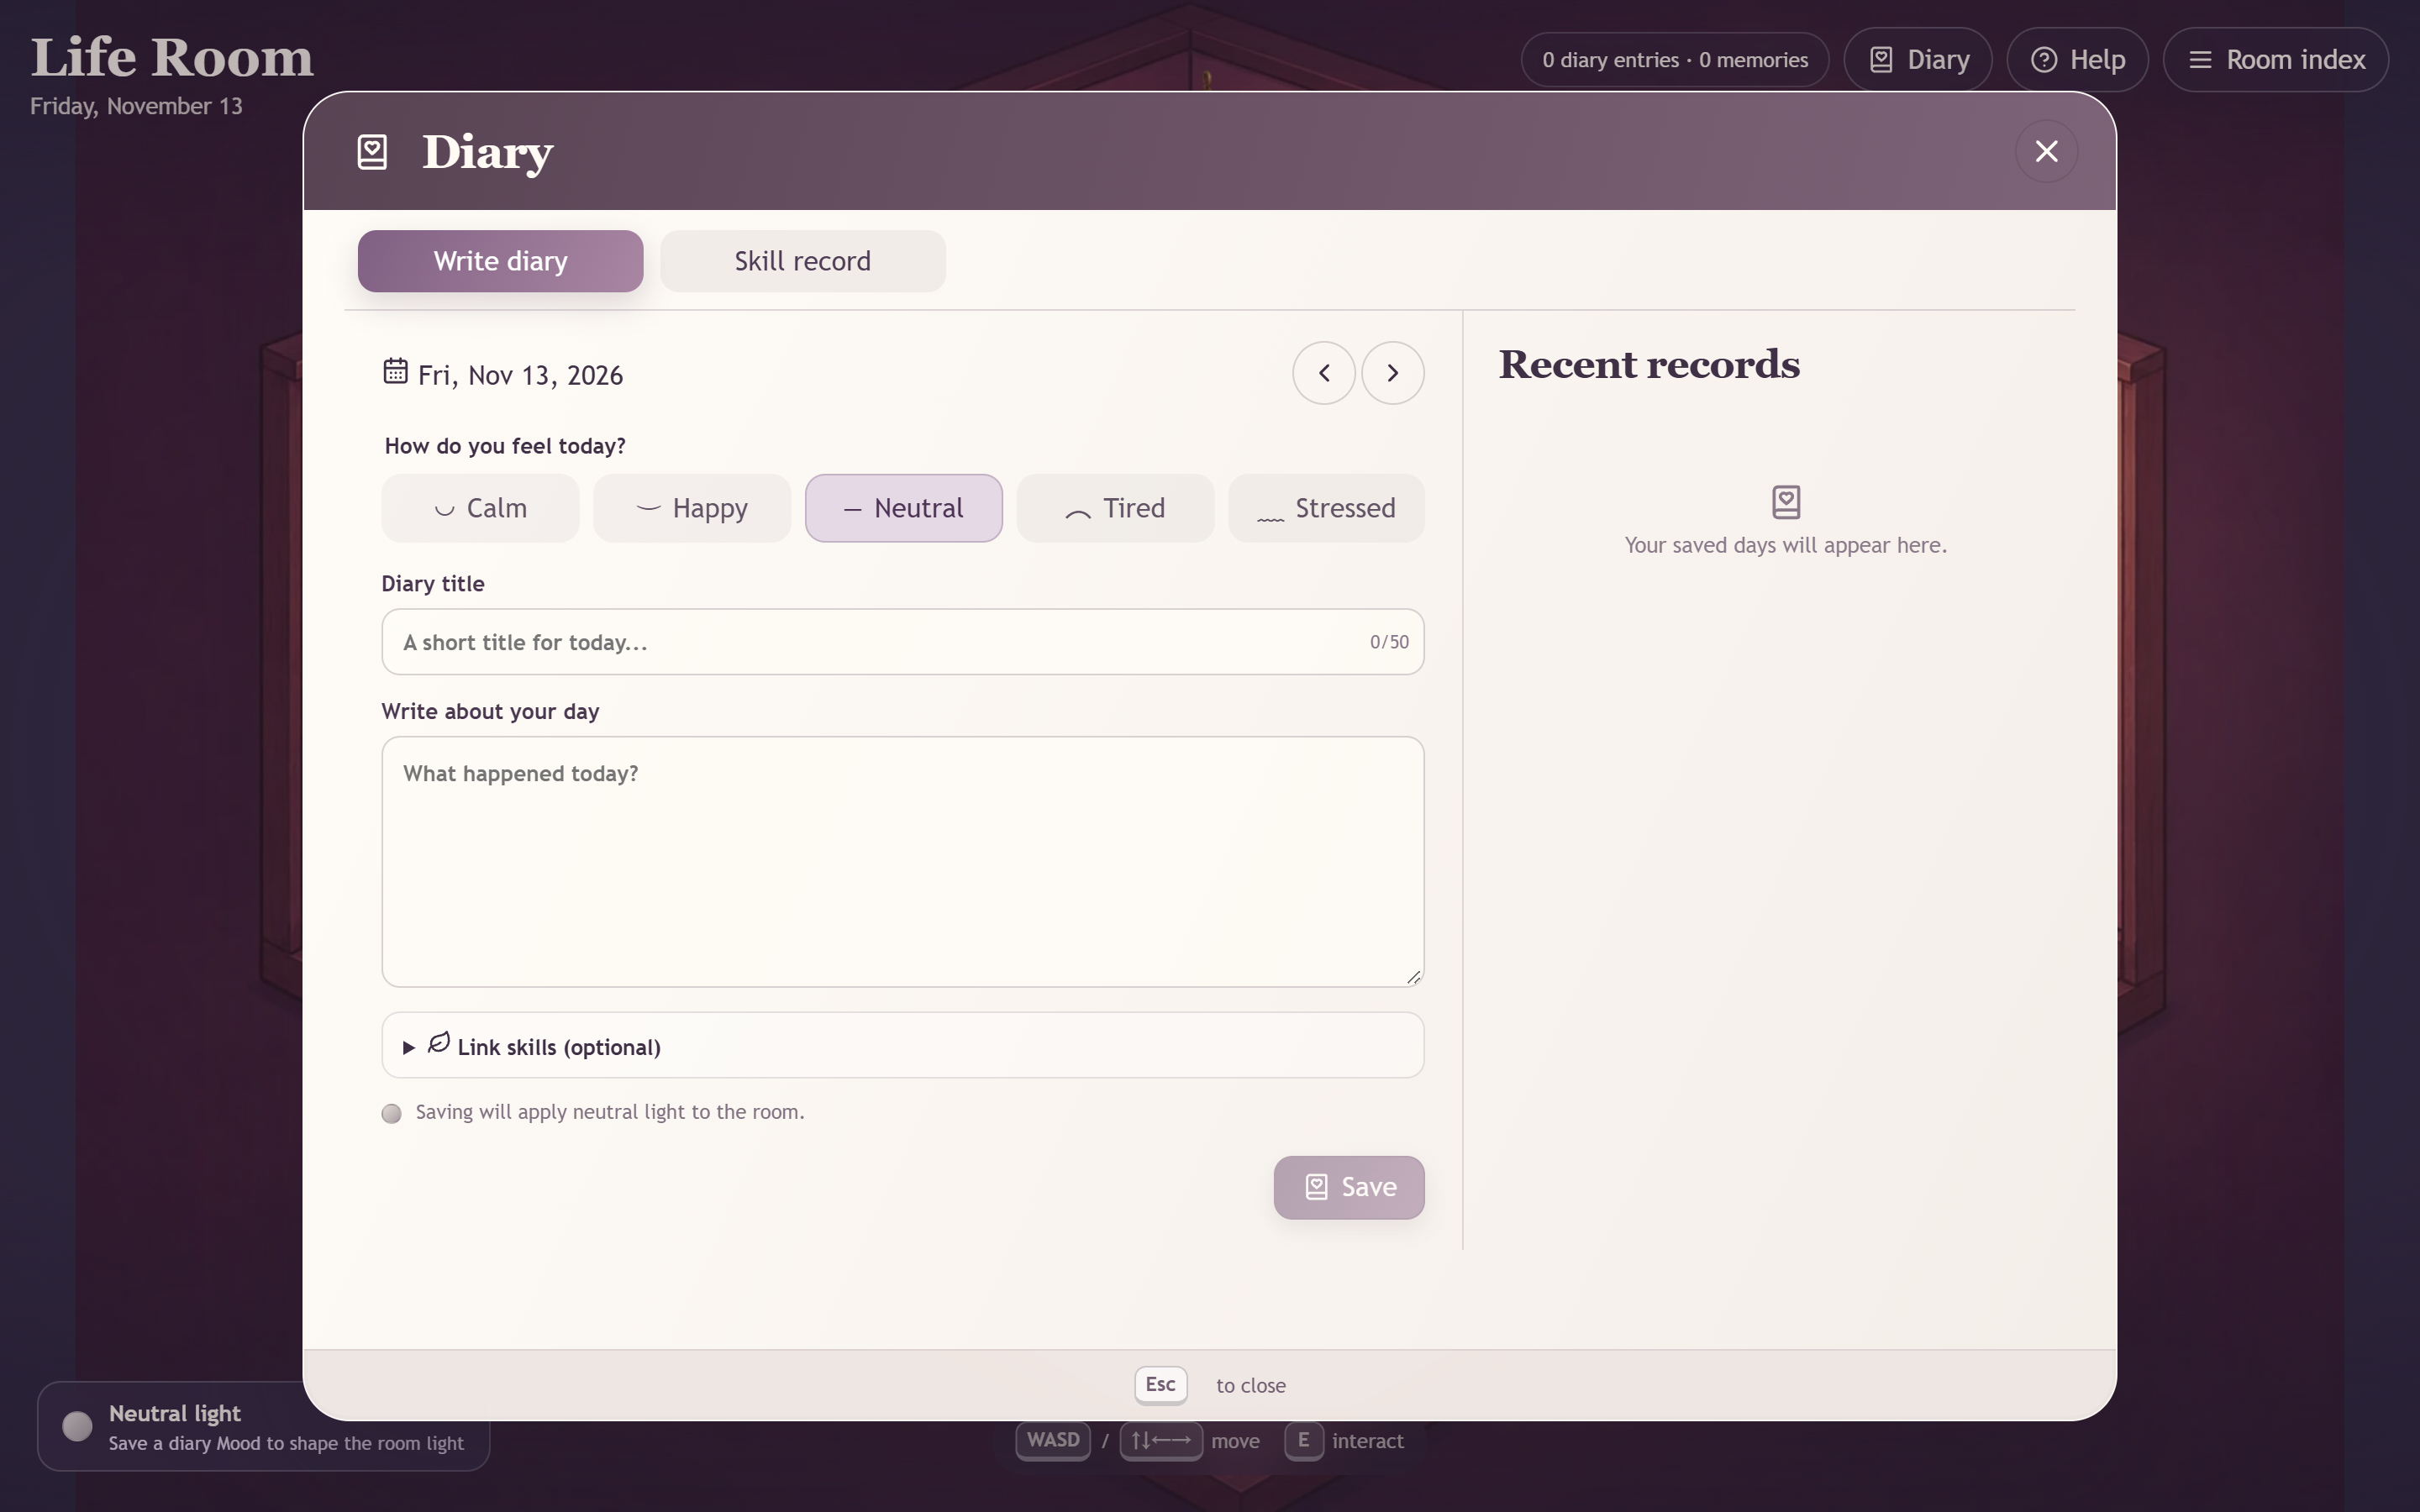 Life Room
Friday, November 13
0 diary entries · 0 memories
Diary
Help
Room index
Diary
Write diary
Skill record
Fri, Nov 13, 2026
How do you feel today?
Calm
Happy
Neutral
Tired
Stressed
Diary title
A short title for today...
0/50
Write about your day
What happened today?
Link skills (optional)
Saving will apply neutral light to the room.
Save
Recent records
Your saved days will appear here.
Esc to close
Neutral light
Save a diary Mood to shape the room light
WASD / ↑↓←→ move E interact